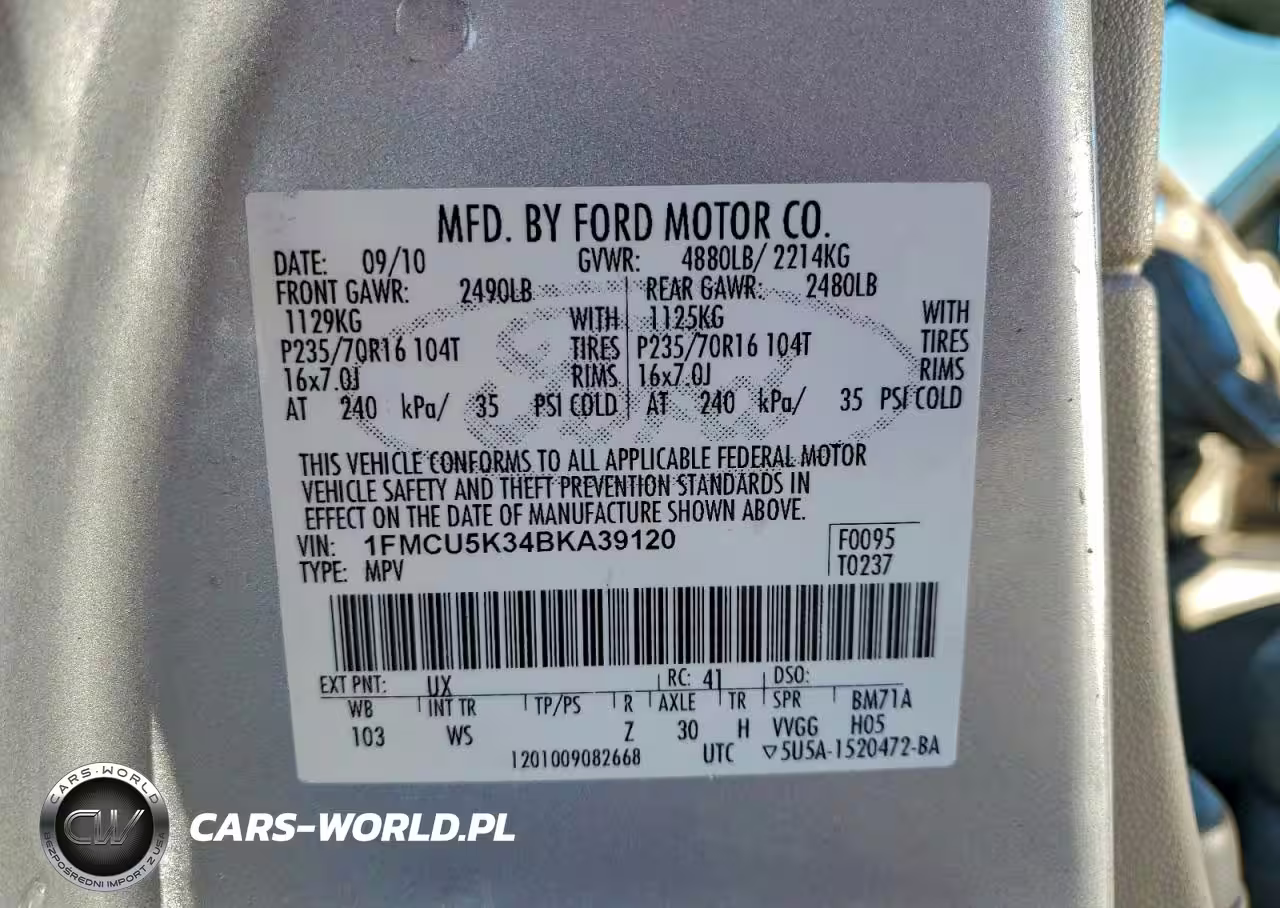 MFD. BY FORD MOTOR CO.
DATE: 09/10 GVWR: 4880LB/ 2214KG
FRONT GAWR: 2490LB REAR GAWR: 2480LB
1129KG WITH 1125KG WITH
P235/70R16 104T TIRES P235/70R16 104T TIRES
16x7.0J RIMS 16x7.0J RIMS
AT 240 kPa/ 35 PSI COLD AT 240 kPa/ 35 PSI COLD
Ford
THIS VEHICLE CONFORMS TO ALL APPLICABLE FEDERAL MOTOR
VEHICLE SAFETY AND THEFT PREVENTION STANDARDS IN
EFFECT ON THE DATE OF MANUFACTURE SHOWN ABOVE.
VIN: 1FMCU5K34BKA39120 F0095
TYPE: MPV T0237
EXT PNT: UX RC: 41 DSO:
WB INT TR TP/PS R AXLE TR SPR BM71A
103 WS Z 30 H VVGG H05
1201009082668 UTC ▽5U5A-1520472-BA
CARS-WORLD
CW
BEZPOŚREDNI IMPORT Z USA
CARS-WORLD.PL